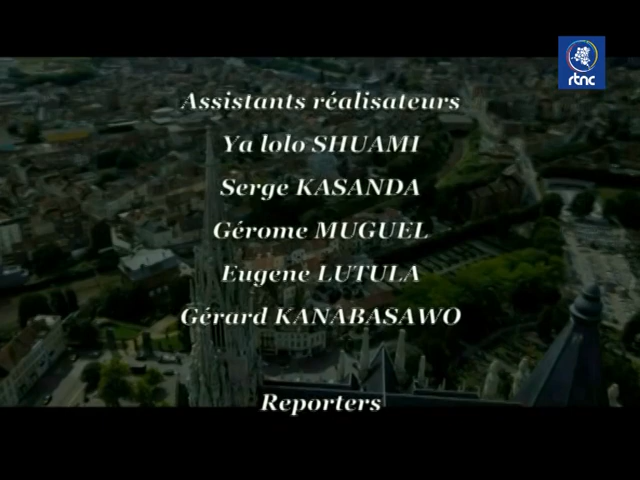 rtnc
Assistants réalisateurs
Ya lolo SHUAMI
Serge KASANDA
Gérome MUGUEL
Eugene LUTULA
Gérard KANABASAWO
Reporters